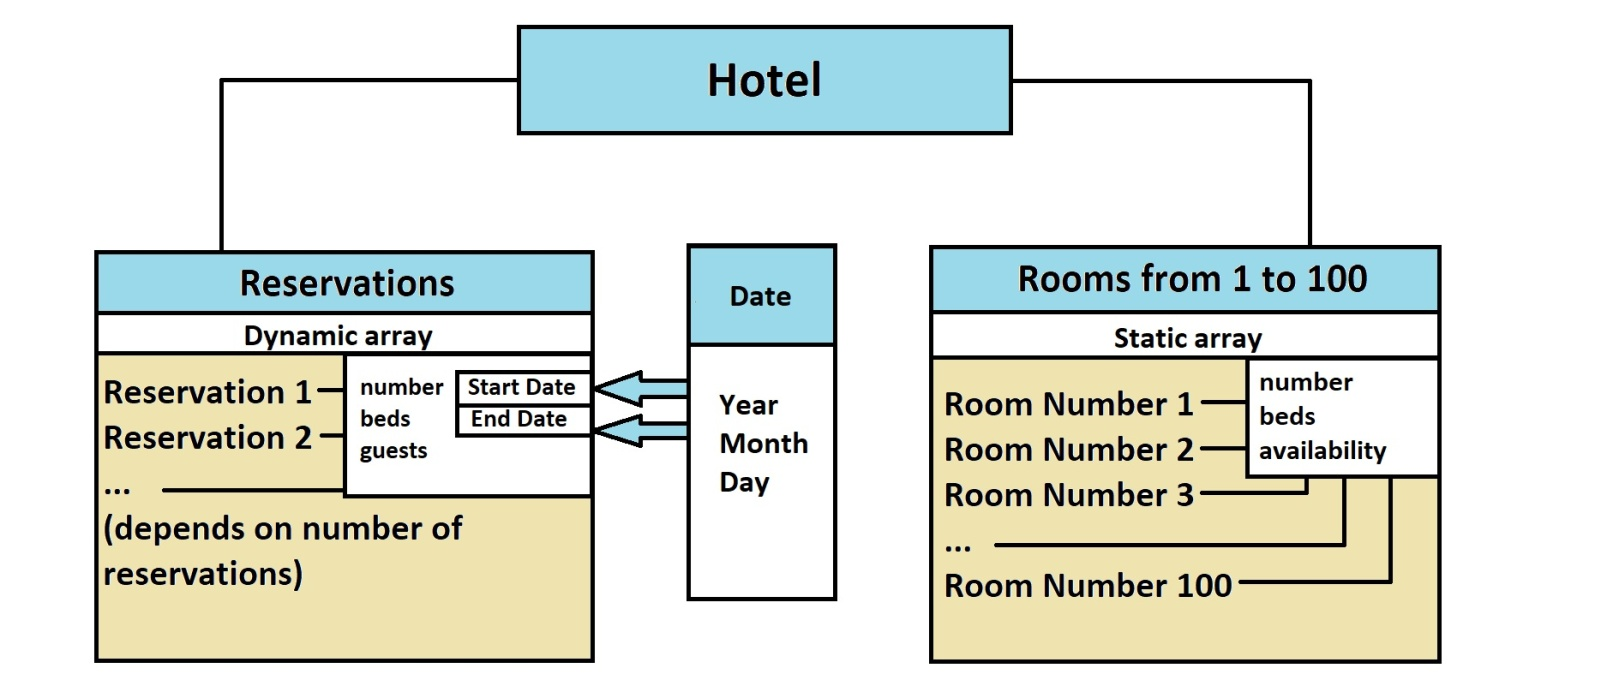 Hotel
Reservations
Dynamic array
Reservation 1
Reservation 2
...
(depends on number of
reservations)
number
beds
guests
Start Date
End Date
Date
Year
Month
Day
Rooms from 1 to 100
Static array
Room Number 1
Room Number 2
Room Number 3
...
Room Number 100
number
beds
availability